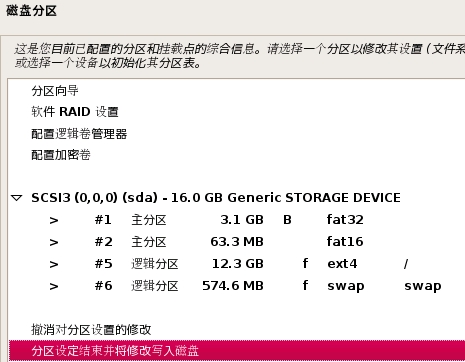 磁盘分区
这是您目前已配置的分区和挂载点的综合信息。请选择一个分区以修改其设置 (文件系
或选择一个设备以初始化其分区表。
分区向导
软件 RAID 设置
配置逻辑卷管理器
配置加密卷
SCSI3 (0,0,0) (sda) - 16.0 GB Generic STORAGE DEVICE
> #1 主分区 3.1 GB B fat32
> #2 主分区 63.3 MB fat16
> #5 逻辑分区 12.3 GB f ext4 /
> #6 逻辑分区 574.6 MB f swap swap
撤消对分区设置的修改
分区设定结束并将修改写入磁盘